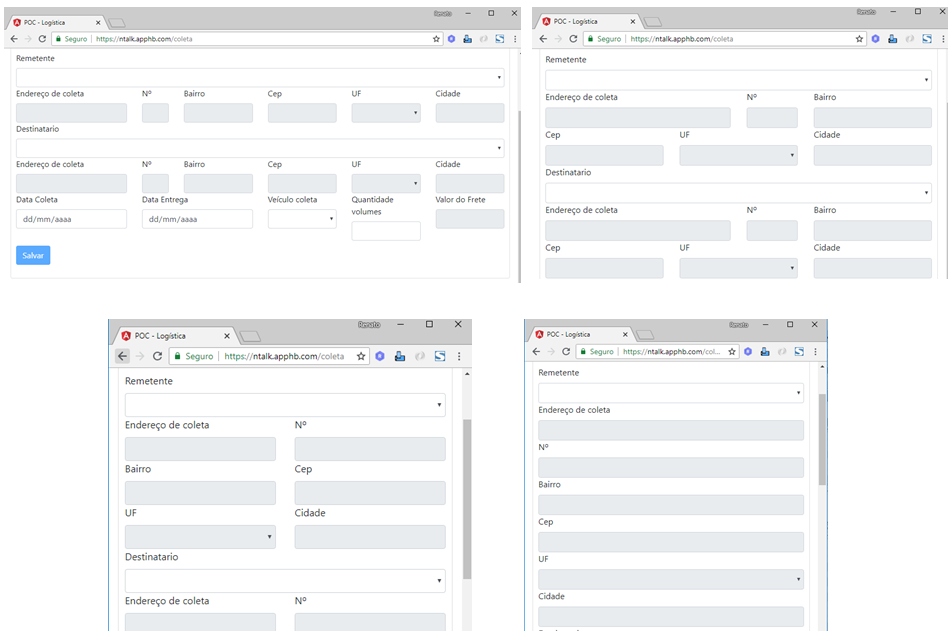 Renato
POC - Logística
Seguro | https://ntalk.apphb.com/coleta
Remetente
Endereço de coleta Nº Bairro Cep UF Cidade
Destinatario
Endereço de coleta Nº Bairro Cep UF Cidade
Data Coleta Data Entrega Veículo coleta Quantidade volumes Valor do Frete
dd/mm/aaaa dd/mm/aaaa
Salvar
Renato
POC - Logística
Seguro | https://ntalk.apphb.com/coleta
Remetente
Endereço de coleta Nº Bairro
Cep UF Cidade
Destinatario
Endereço de coleta Nº Bairro
Cep UF Cidade
Renato
POC - Logística
Seguro | https://ntalk.apphb.com/coleta
Remetente
Endereço de coleta Nº
Bairro Cep
UF Cidade
Destinatario
Endereço de coleta Nº
Renato
POC - Logística
Seguro | https://ntalk.apphb.com/col...
Remetente
Endereço de coleta
Nº
Bairro
Cep
UF
Cidade